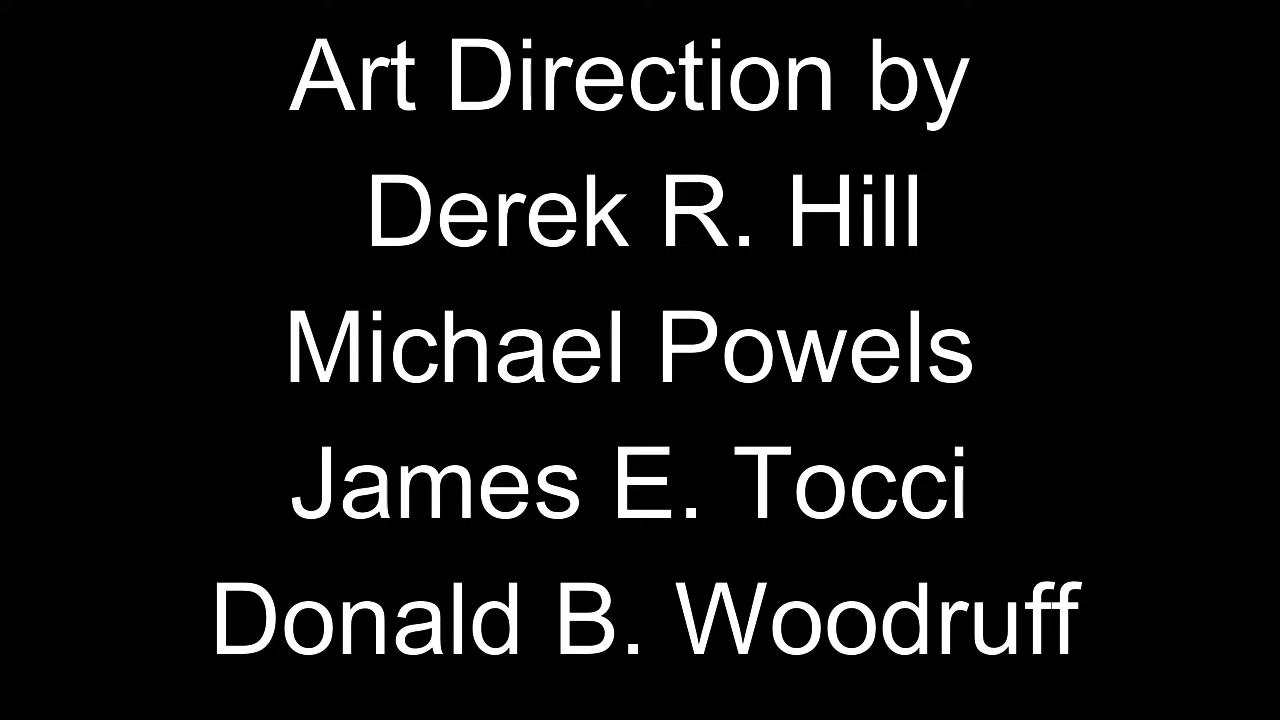 Art Direction by
Derek R. Hill
Michael Powels
James E. Tocci
Donald B. Woodruff